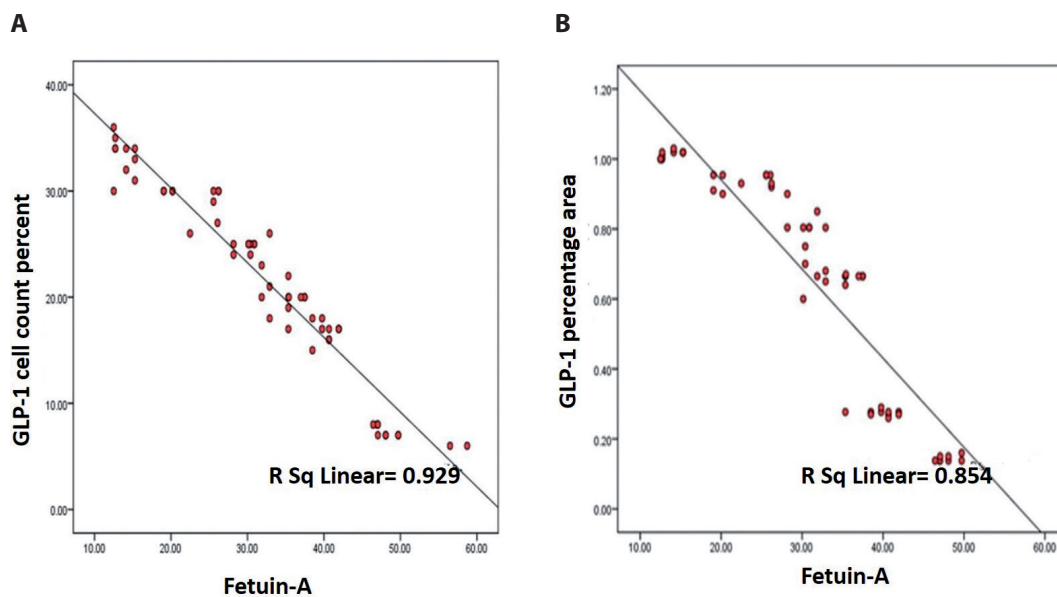 A
GLP-1 cell count percent
40.00
30.00
20.00
10.00
0.00
R Sq Linear= 0.929
10.00 20.00 30.00 40.00 50.00 60.00
Fetuin-A
B
GLP-1 percentage area
1.20
1.00
0.80
0.60
0.40
0.20
0.00
R Sq Linear= 0.854
10.00 20.00 30.00 40.00 50.00 60.00
Fetuin-A